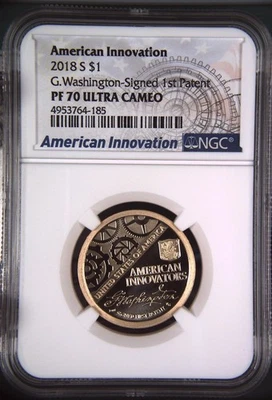 American Innovation
2018 S $1
G.Washington-Signed 1st Patent
PF 70 ULTRA CAMEO
4953764-185
American Innovation NGC
UNITED STATES OF AMERICA
AMERICAN
INNOVATORS
G Washington